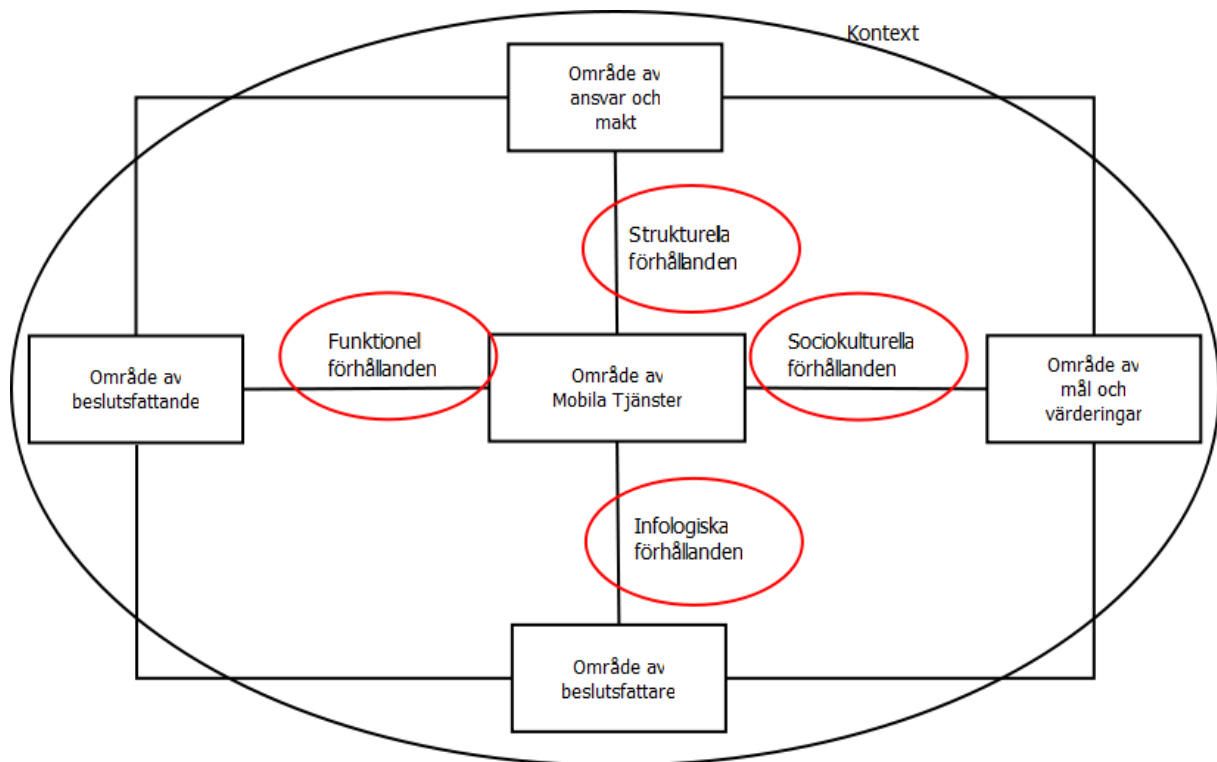 Kontext
Område av
ansvar och
makt
Strukturella
förhållanden
Funktionel
förhållanden
Sociokulturella
förhållanden
Område av
beslutsfattande
Område av
Mobila Tjänster
Område av
mål och
värderingar
Infologiska
förhållanden
Område av
beslutsfattare